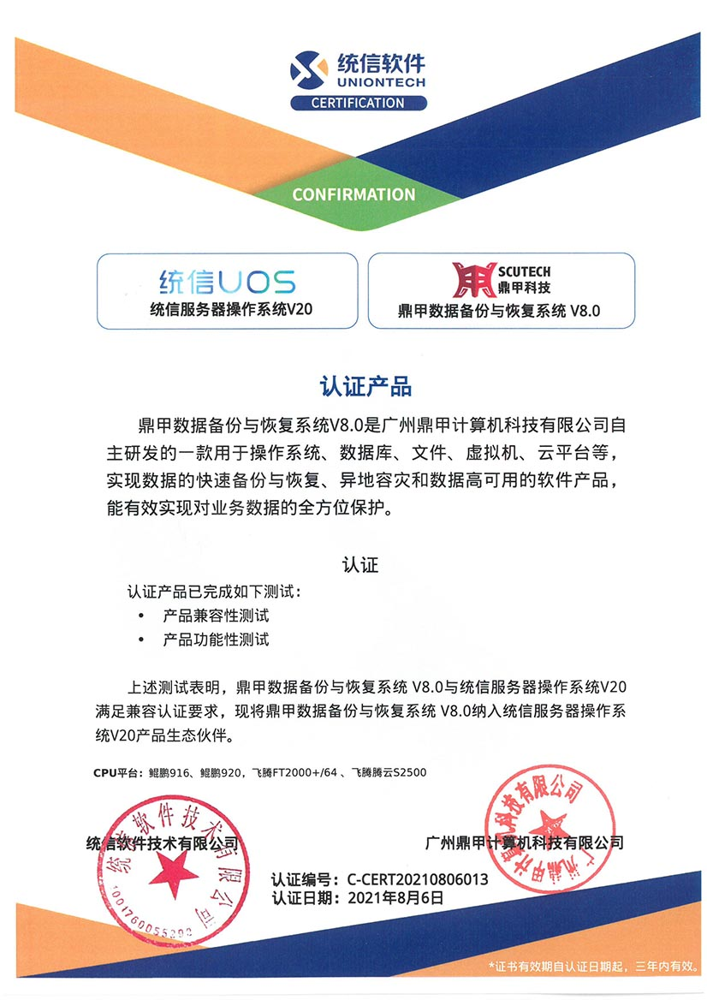 统信软件
UNIONTECH
CERTIFICATION
CONFIRMATION
统信UOS
统信服务器操作系统V20
SCUTECH
鼎甲科技
鼎甲数据备份与恢复系统 V8.0
认证产品
鼎甲数据备份与恢复系统V8.0是广州鼎甲计算机科技有限公司自
主研发的一款用于操作系统、数据库、文件、虚拟机、云平台等，
实现数据的快速备份与恢复、异地容灾和数据高可用的软件产品，
能有效实现对业务数据的全方位保护。
认证
认证产品已完成如下测试：
• 产品兼容性测试
• 产品功能性测试
上述测试表明，鼎甲数据备份与恢复系统 V8.0与统信服务器操作系统V20
满足兼容认证要求，现将鼎甲数据备份与恢复系统 V8.0纳入统信服务器操作系
统V20产品生态伙伴。
CPU平台：鲲鹏916、鲲鹏920，飞腾FT2000+/64 、飞腾腾云S2500
统信软件技术有限公司
统信软件技术有限公司
广州鼎甲计算机科技有限公司
广州鼎甲计算机科技有限公司
认证编号：C-CERT20210806013
认证日期：2021年8月6日
*证书有效期自认证日期起，三年内有效。